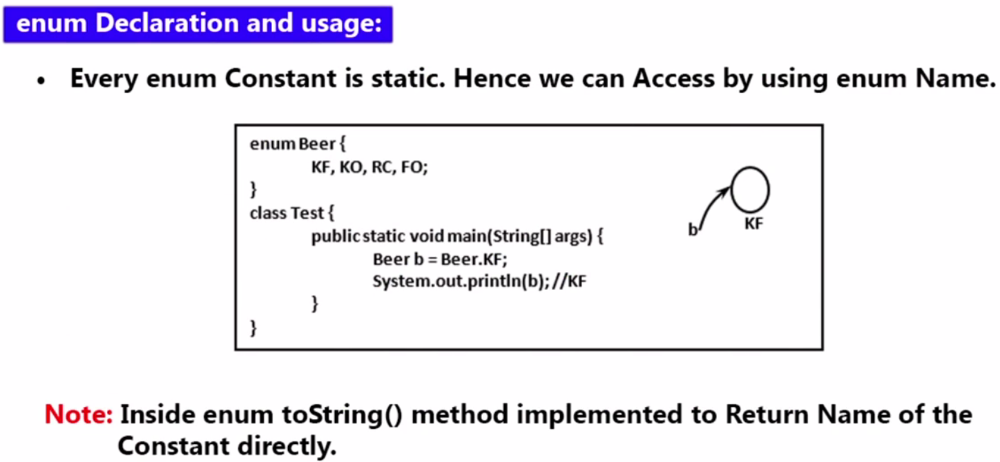 enum Declaration and usage:
• Every enum Constant is static. Hence we can Access by using enum Name.
enum Beer {
KF, KO, RC, FO;
}
class Test {
public static void main(String[] args) {
Beer b = Beer.KF;
System.out.println(b); //KF
}
}
b
KF
Note: Inside enum toString() method implemented to Return Name of the
Constant directly.